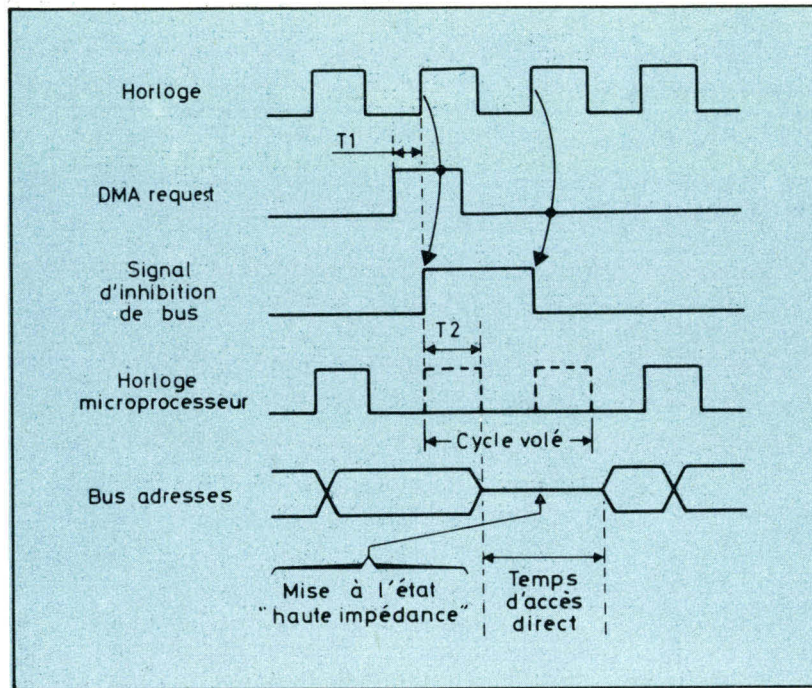 Horloge
T1
DMA request
Signal
d'inhibition
de bus
T2
Horloge
microprocesseur
Cycle volé
Bus adresses
Mise à l'état
"haute impédance"
Temps
d'accès
direct